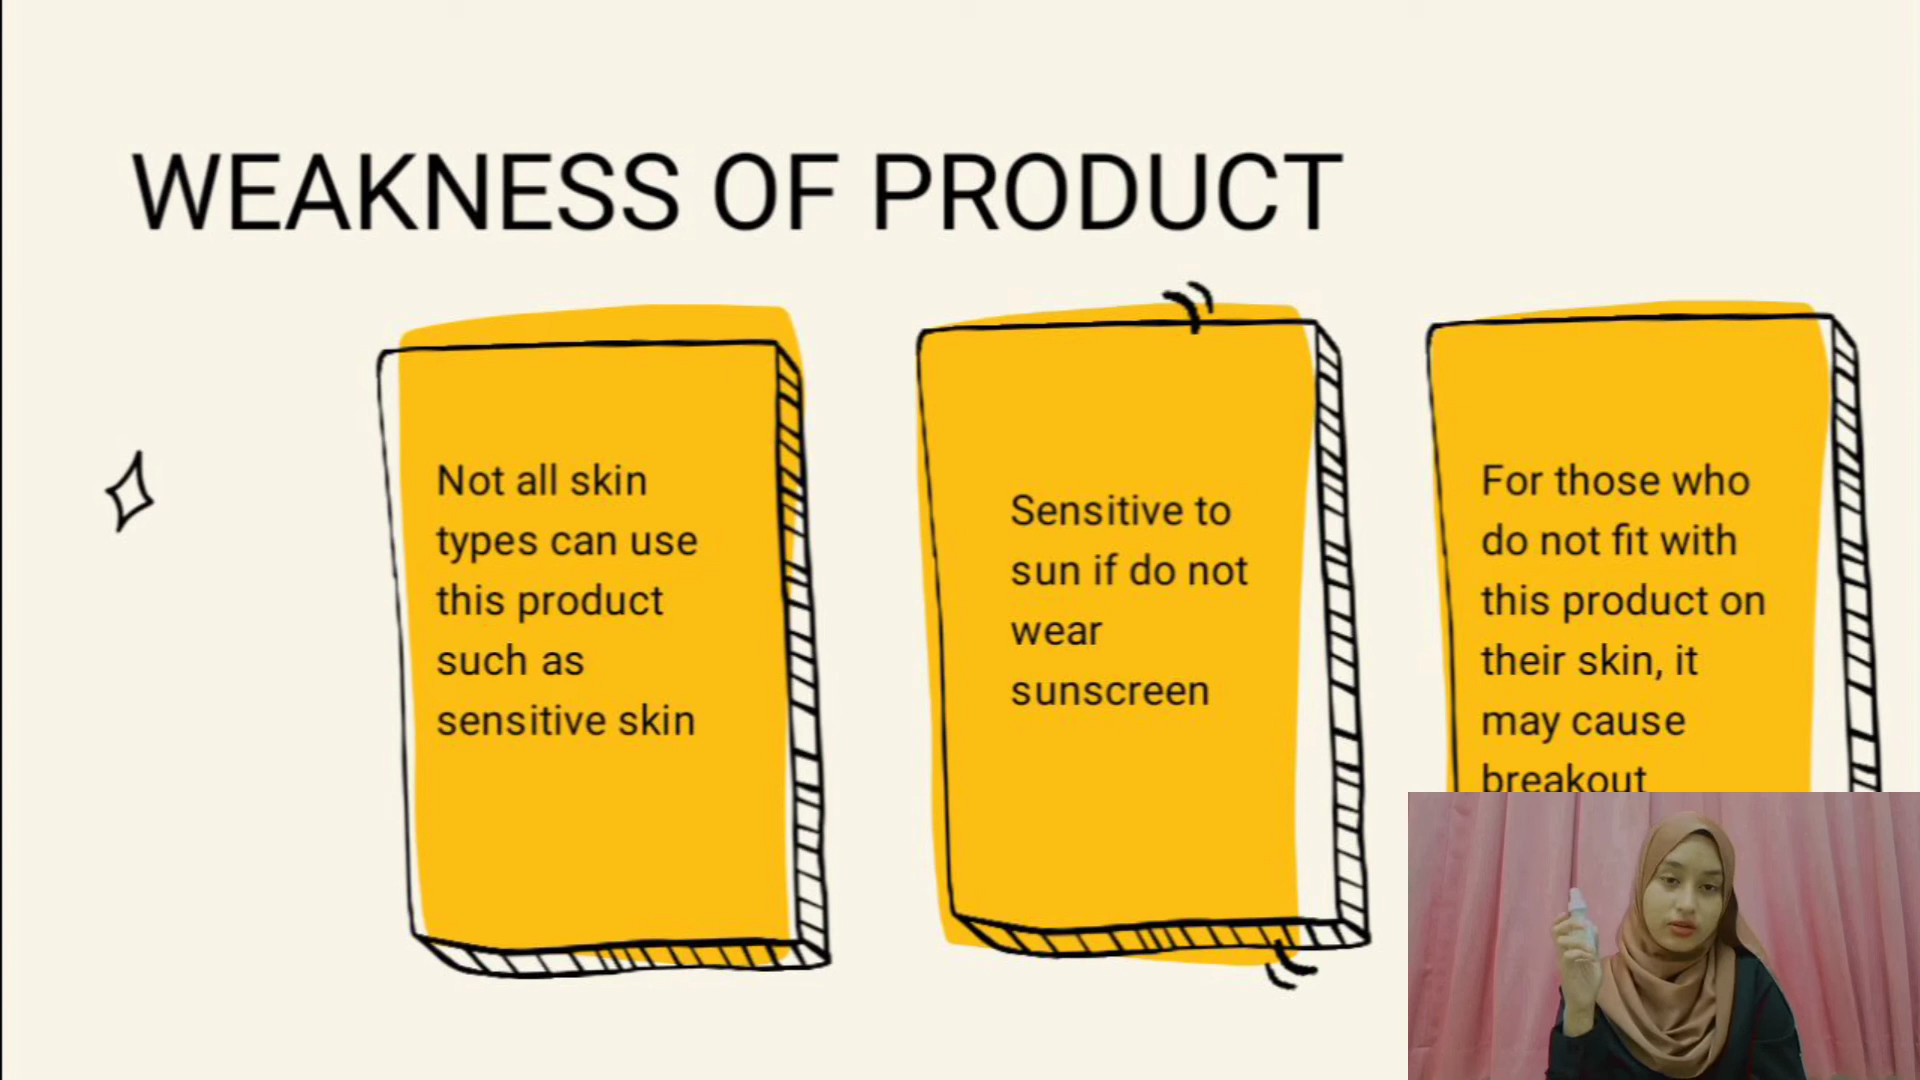 WEAKNESS OF PRODUCT
Not all skin
types can use
this product
such as
sensitive skin
Sensitive to
sun if do not
wear
sunscreen
For those who
do not fit with
this product on
their skin, it
may cause
breakout